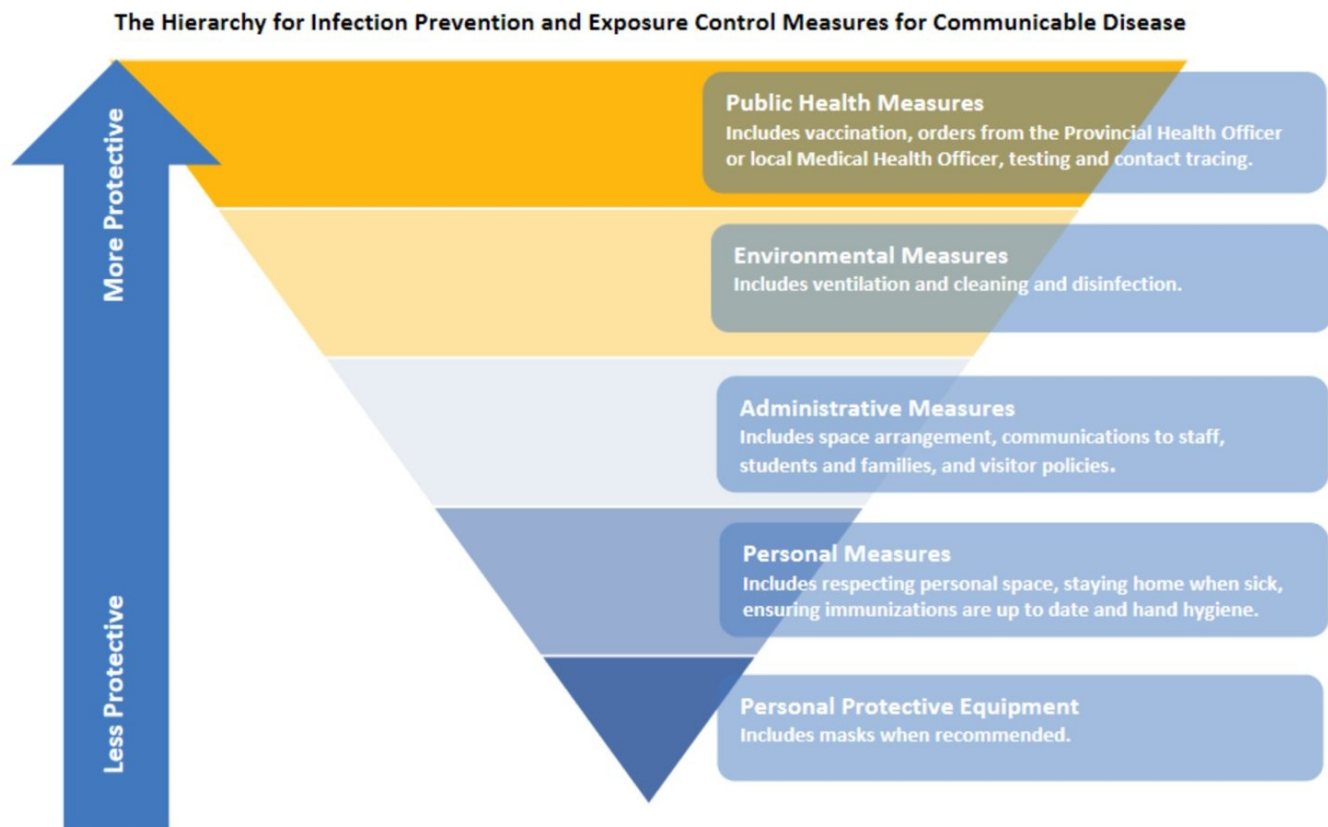 The Hierarchy for Infection Prevention and Exposure Control Measures for Communicable Disease
More Protective
Less Protective
Public Health Measures
Includes vaccination, orders from the Provincial Health Officer
or local Medical Health Officer, testing and contact tracing.
Environmental Measures
Includes ventilation and cleaning and disinfection.
Administrative Measures
Includes space arrangement, communications to staff,
students and families, and visitor policies.
Personal Measures
Includes respecting personal space, staying home when sick,
ensuring immunizations are up to date and hand hygiene.
Personal Protective Equipment
Includes masks when recommended.